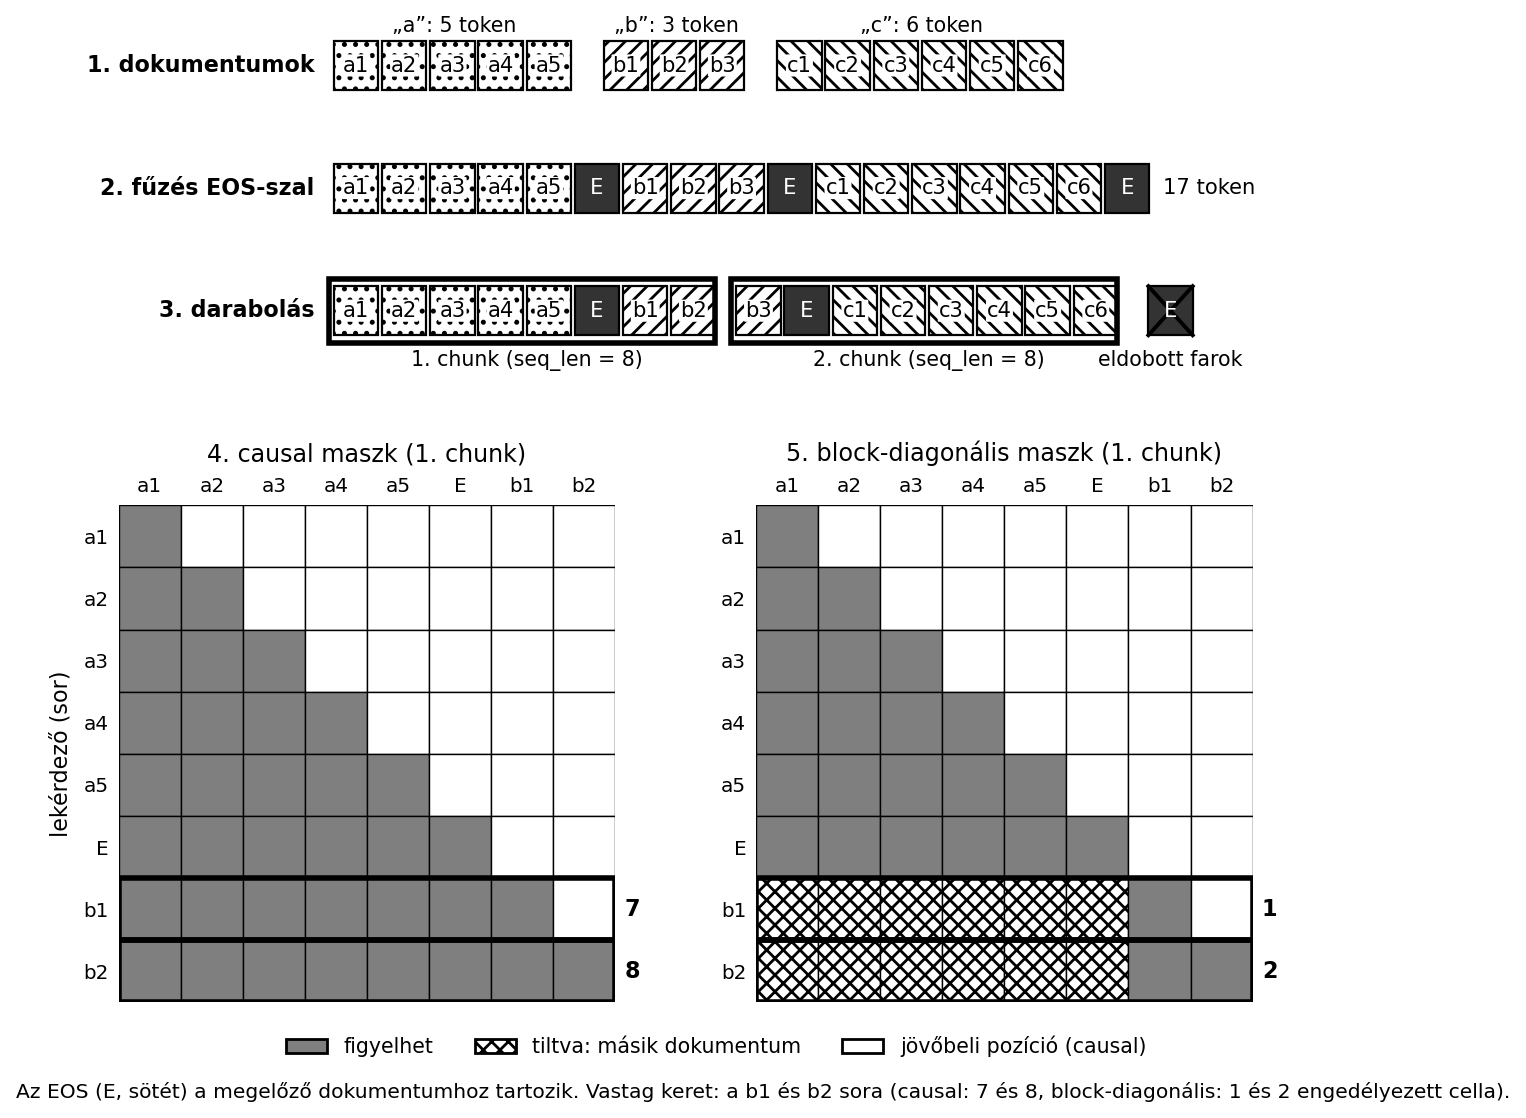 „a”: 5 token „b”: 3 token „c”: 6 token
1. dokumentumok a1 a2 a3 a4 a5 b1 b2 b3 c1 c2 c3 c4 c5 c6
2. fűzés EOS-szal a1 a2 a3 a4 a5 E b1 b2 b3 E c1 c2 c3 c4 c5 c6 E 17 token
3. darabolás a1 a2 a3 a4 a5 E b1 b2 b3 E c1 c2 c3 c4 c5 c6 E
1. chunk (seq_len = 8) 2. chunk (seq_len = 8) eldobott farok
4. causal maszk (1. chunk)
a1 a2 a3 a4 a5 E b1 b2
lekérdező (sor)
a1
a2
a3
a4
a5
E
b1 7
b2 8
5. block-diagonális maszk (1. chunk)
a1 a2 a3 a4 a5 E b1 b2
a1
a2
a3
a4
a5
E
b1 1
b2 2
figyelhet tiltva: másik dokumentum jövőbeli pozíció (causal)
Az EOS (E, sötét) a megelőző dokumentumhoz tartozik. Vastag keret: a b1 és b2 sora (causal: 7 és 8, block-diagonális: 1 és 2 engedélyezett cella).